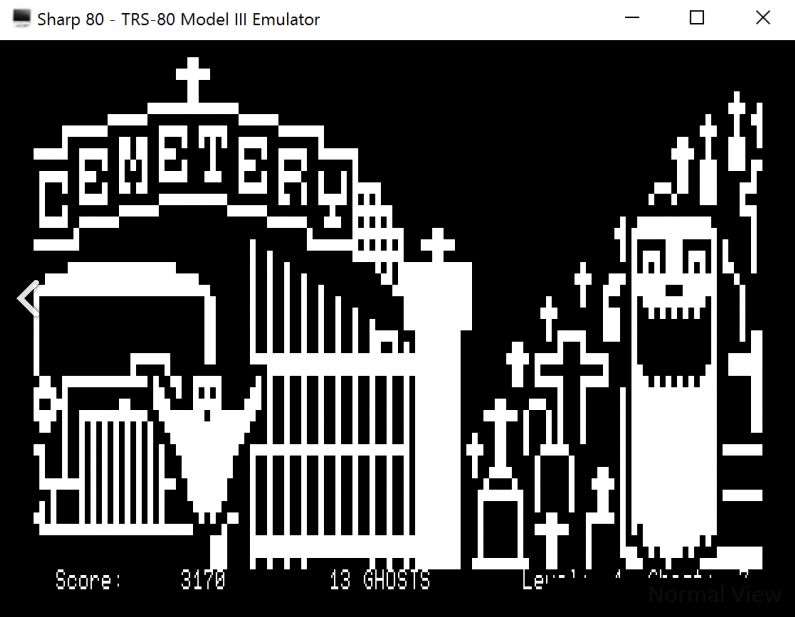 Sharp 80 - TRS-80 Model III Emulator
CEMETERY
Score: 3170 13 GHOSTS
Normal View